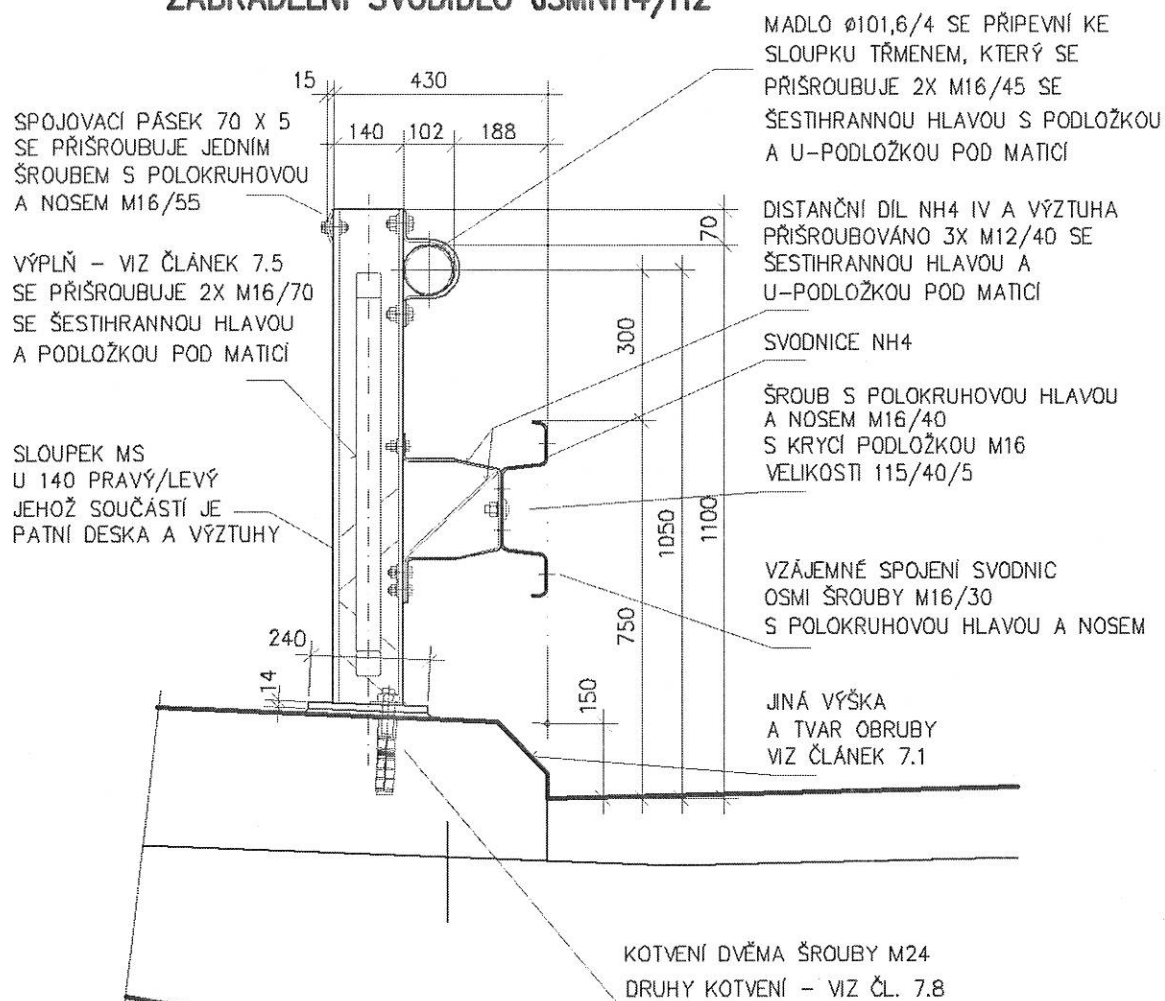 ZÁBRADELNÍ SVODIDLO JSMNH4/H2
MADLO ø101,6/4 SE PŘIPEVNÍ KE
SLOUPKU TŘMENEM, KTERÝ SE
PŘIŠROUBUJE 2X M16/45 SE
ŠESTIHRANNOU HLAVOU S PODLOŽKOU
A U-PODLOŽKOU POD MATICÍ
15
430
140
102
188
SPOJOVACÍ PÁSEK 70 X 5
SE PŘIŠROUBUJE JEDNÍM
ŠROUBEM S POLOKRUHOVOU
A NOSEM M16/55
70
DISTANČNÍ DÍL NH4 IV A VÝZTUHA
PŘIŠROUBOVÁNO 3X M12/40 SE
ŠESTIHRANNOU HLAVOU A
U-PODLOŽKOU POD MATICÍ
VÝPLŇ - VIZ ČLÁNEK 7.5
SE PŘIŠROUBUJE 2X M16/70
SE ŠESTIHRANNOU HLAVOU
A PODLOŽKOU POD MATICÍ
300
SVODNICE NH4
ŠROUB S POLOKRUHOVOU HLAVOU
A NOSEM M16/40
S KRYCÍ PODLOŽKOU M16
VELIKOSTI 115/40/5
SLOUPEK MS
U 140 PRAVÝ/LEVÝ
JEHOŽ SOUČÁSTÍ JE
PATNÍ DESKA A VÝZTUHY
1050
1100
750
VZÁJEMNÉ SPOJENÍ SVODNIC
OSMI ŠROUBY M16/30
S POLOKRUHOVOU HLAVOU A NOSEM
240
14
150
JINÁ VÝŠKA
A TVAR OBRUBY
VIZ ČLÁNEK 7.1
KOTVENÍ DVĚMA ŠROUBY M24
DRUHY KOTVENÍ - VIZ ČL. 7.8